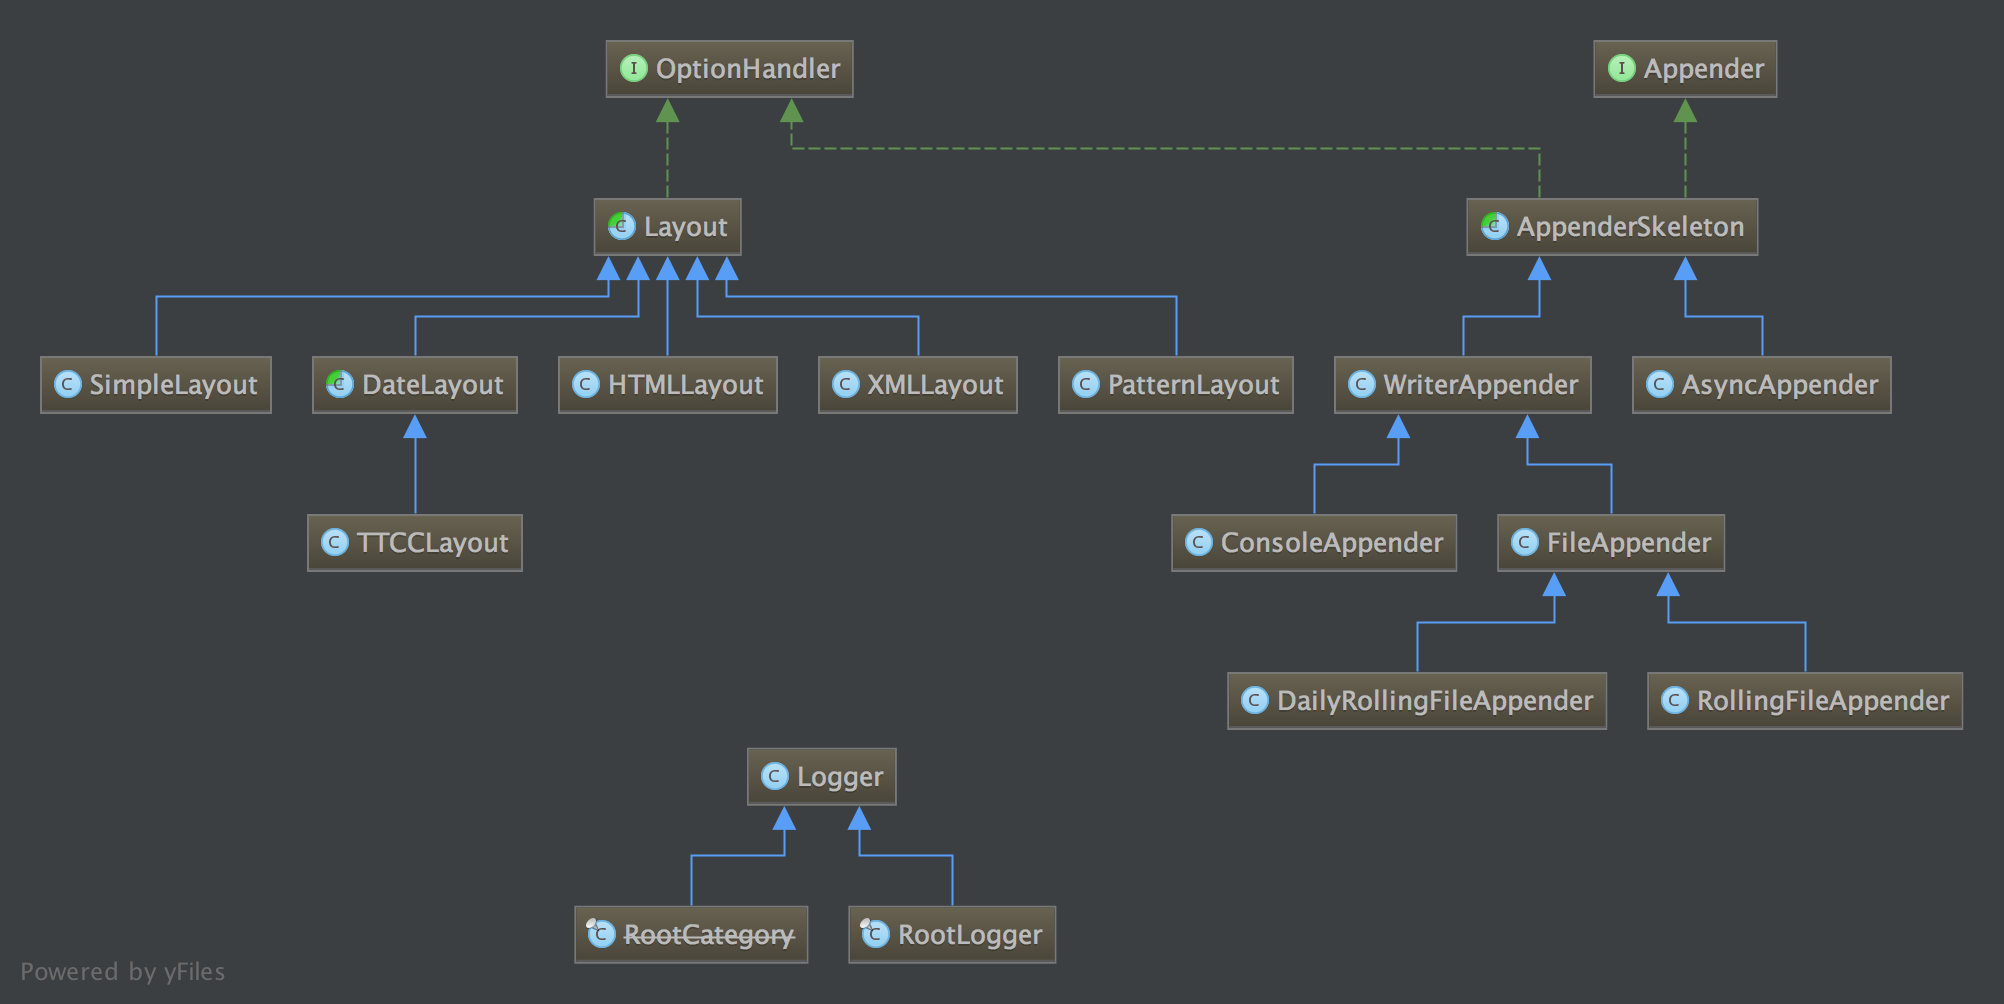 I OptionHandler
I Appender
C Layout
C AppenderSkeleton
C SimpleLayout
C DateLayout
C HTMLLayout
C XMLLayout
C PatternLayout
C WriterAppender
C AsyncAppender
C TTCCLayout
C ConsoleAppender
C FileAppender
C DailyRollingFileAppender
C RollingFileAppender
C Logger
C RootCategory
C RootLogger
Powered by yFiles